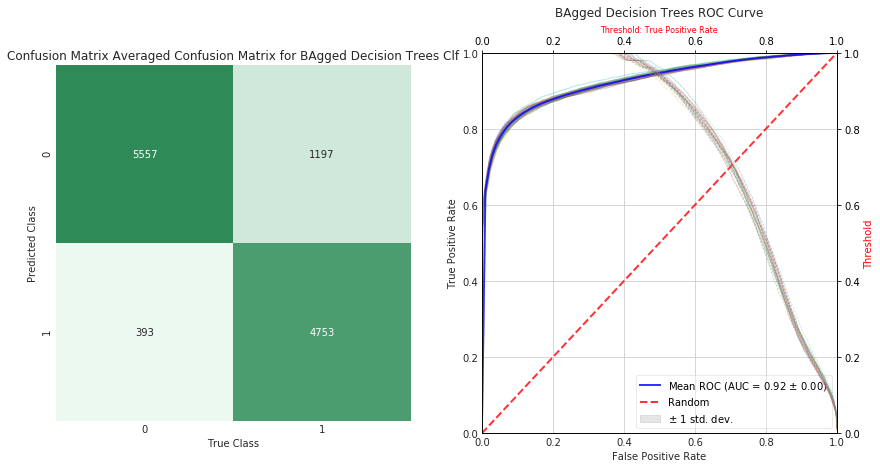 Confusion Matrix Averaged Confusion Matrix for BAgged Decision Trees Clf
5557 1197
393 4753
0
1
Predicted Class
0 1
True Class
BAgged Decision Trees ROC Curve
Threshold: True Positive Rate
0.0 0.2 0.4 0.6 0.8 1.0
1.0 1.0
0.8 0.8
0.6 0.6
0.4 0.4
0.2 0.2
0.0 0.0
True Positive Rate
Threshold
Mean ROC (AUC = 0.92 ± 0.00)
Random
± 1 std. dev.
0.0 0.2 0.4 0.6 0.8 1.0
False Positive Rate